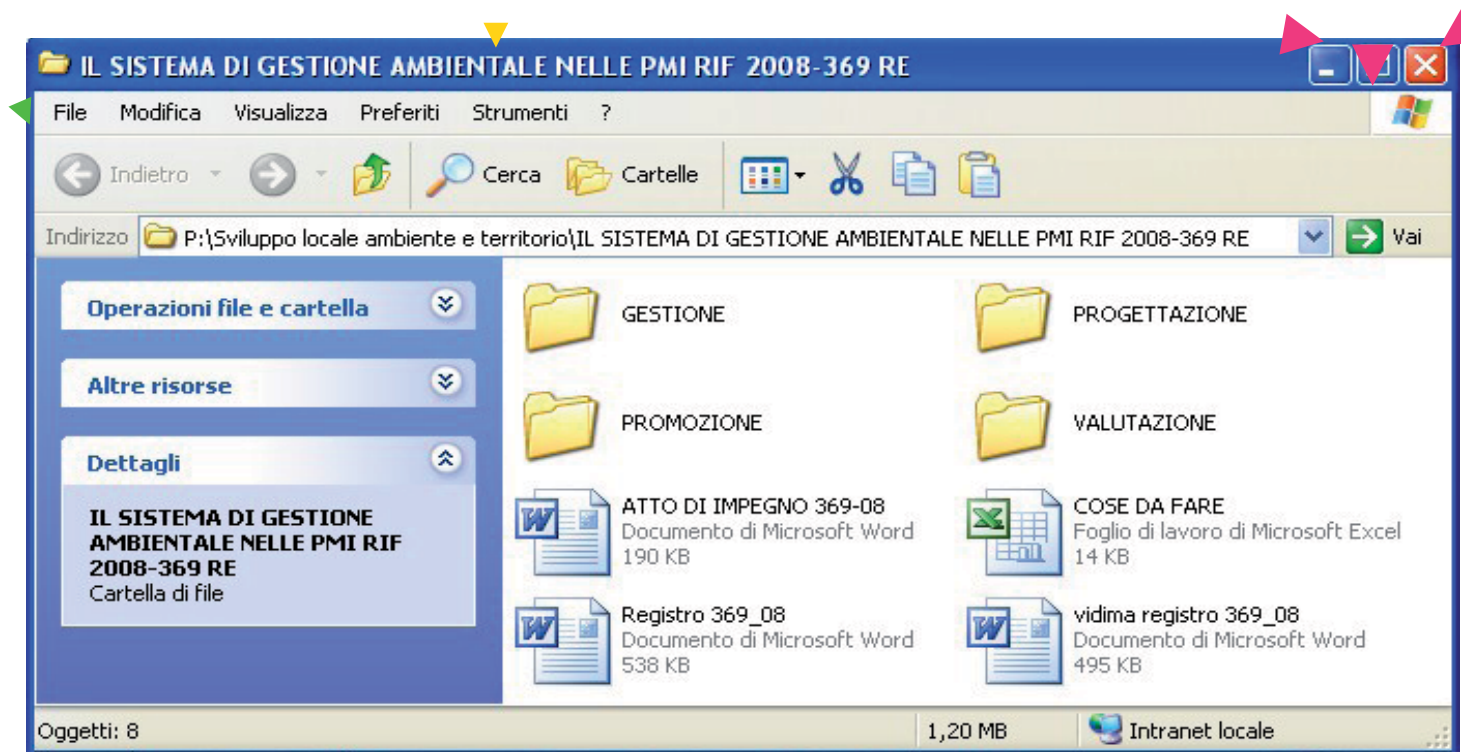 IL SISTEMA DI GESTIONE AMBIENTALE NELLE PMI RIF 2008-369 RE
File Modifica Visualizza Preferiti Strumenti ?
Indietro Cerca Cartelle
Indirizzo P:\Sviluppo locale ambiente e territorio\IL SISTEMA DI GESTIONE AMBIENTALE NELLE PMI RIF 2008-369 RE Vai
Operazioni file e cartella
Altre risorse
Dettagli
IL SISTEMA DI GESTIONE
AMBIENTALE NELLE PMI RIF
2008-369 RE
Cartella di file
GESTIONE
PROGETTAZIONE
PROMOZIONE
VALUTAZIONE
ATTO DI IMPEGNO 369-08
Documento di Microsoft Word
190 KB
COSE DA FARE
Foglio di lavoro di Microsoft Excel
14 KB
Registro 369_08
Documento di Microsoft Word
538 KB
vidima registro 369_08
Documento di Microsoft Word
495 KB
Oggetti: 8 1,20 MB Intranet locale